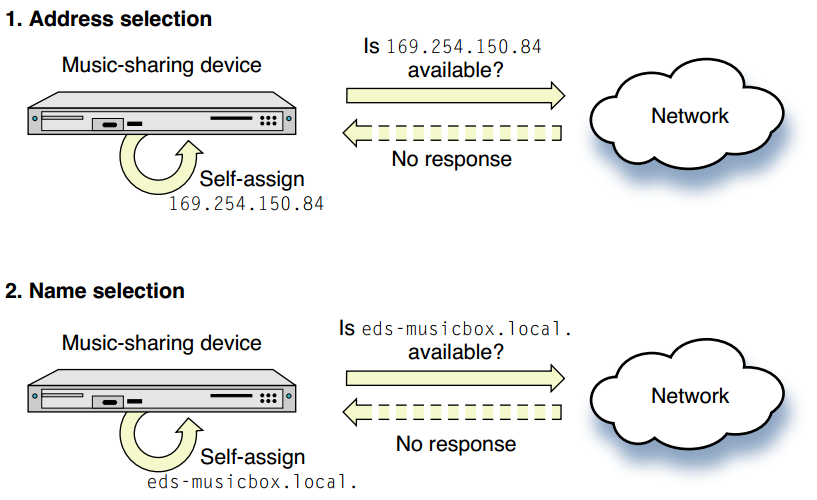 1. Address selection
Is 169.254.150.84
available?
Music-sharing device
Network
No response
Self-assign
169.254.150.84
2. Name selection
Is eds-musicbox.local.
available?
Music-sharing device
Network
No response
Self-assign
eds-musicbox.local.